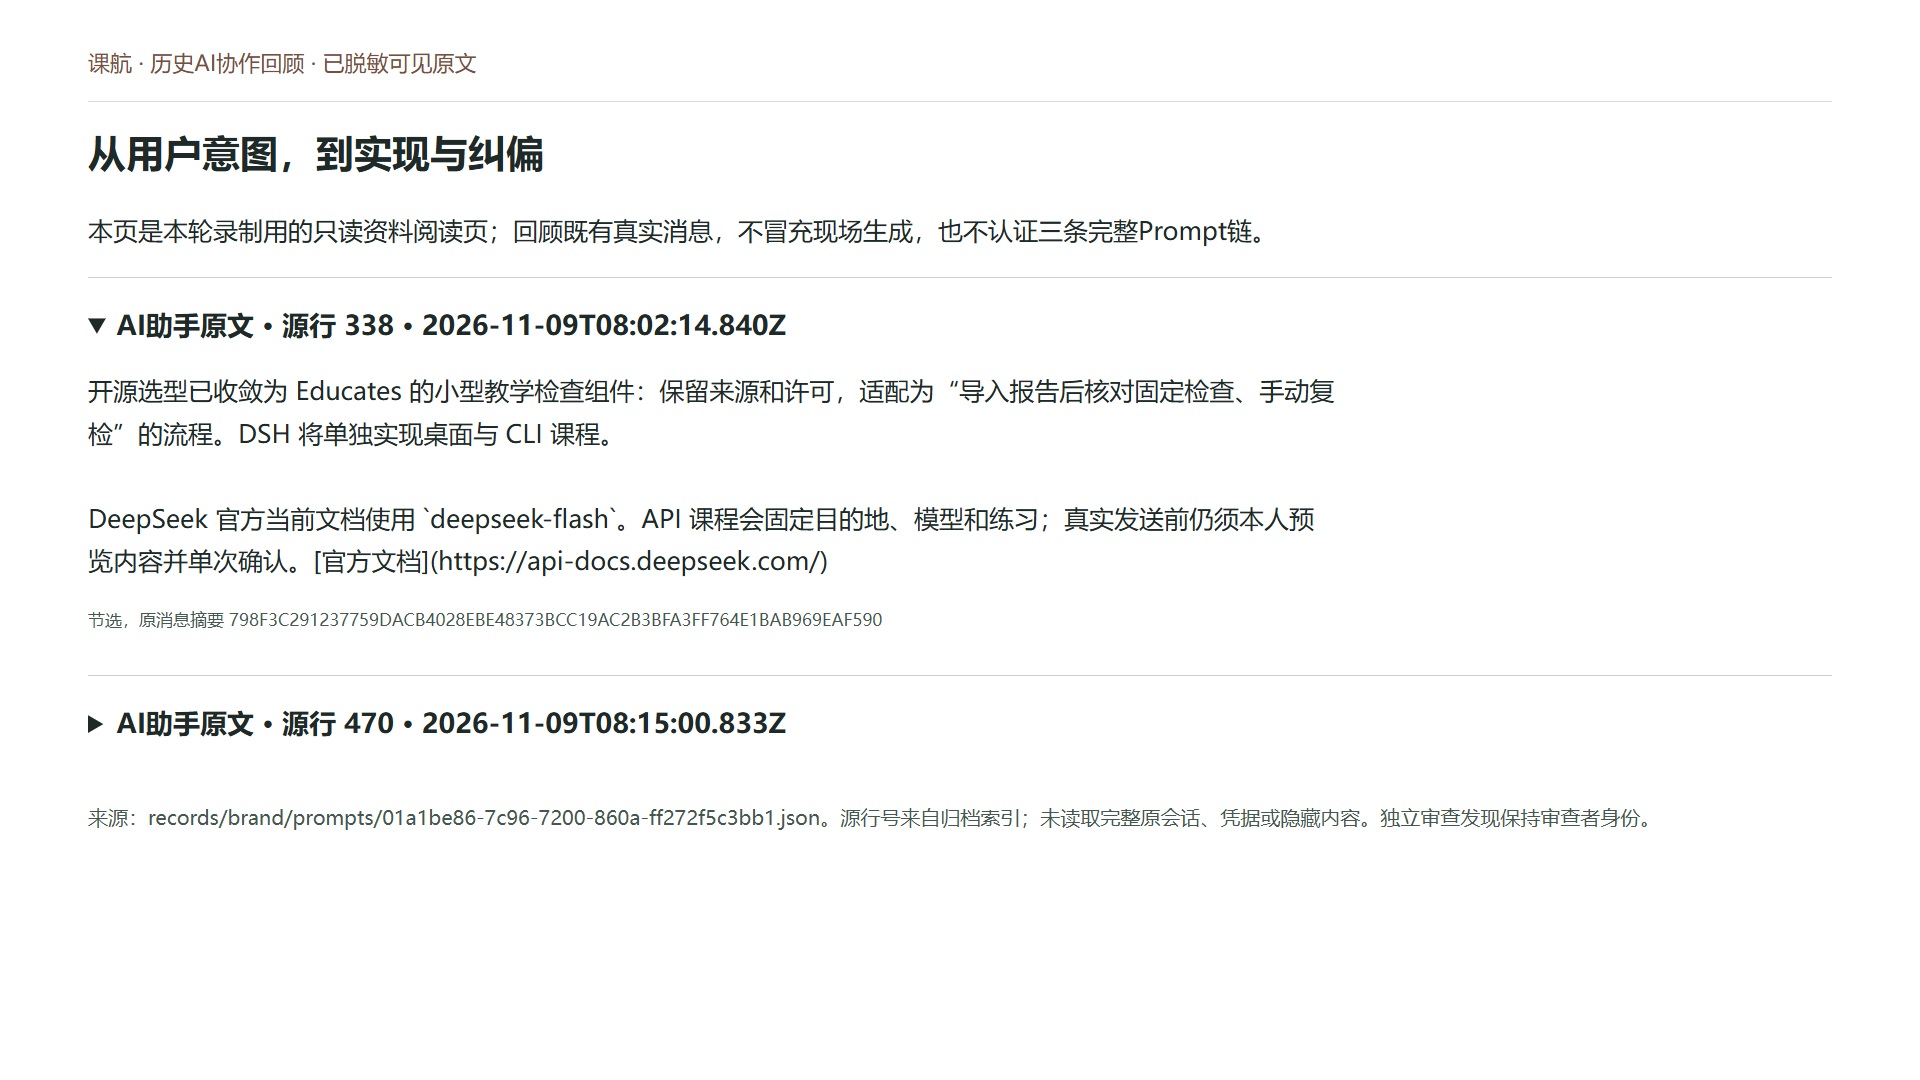 课航 · 历史AI协作回顾 · 已脱敏可见原文
从用户意图，到实现与纠偏
本页是本轮录制用的只读资料阅读页；回顾既有真实消息，不冒充现场生成，也不认证三条完整Prompt链。
▼ AI助手原文 • 源行 338 • 2026-11-09T08:02:14.840Z
开源选型已收敛为 Educates 的小型教学检查组件：保留来源和许可，适配为“导入报告后核对固定检查、手动复
检”的流程。DSH 将单独实现桌面与 CLI 课程。
DeepSeek 官方当前文档使用 `deepseek-flash`。API 课程会固定目的地、模型和练习；真实发送前仍须本人预
览内容并单次确认。[官方文档](https://api-docs.deepseek.com/)
节选，原消息摘要 798F3C291237759DACB4028EBE48373BCC19AC2B3BFA3FF764E1BAB969EAF590
▶ AI助手原文 • 源行 470 • 2026-11-09T08:15:00.833Z
来源：records/brand/prompts/01a1be86-7c96-7200-860a-ff272f5c3bb1.json。源行号来自归档索引；未读取完整原会话、凭据或隐藏内容。独立审查发现保持审查者身份。